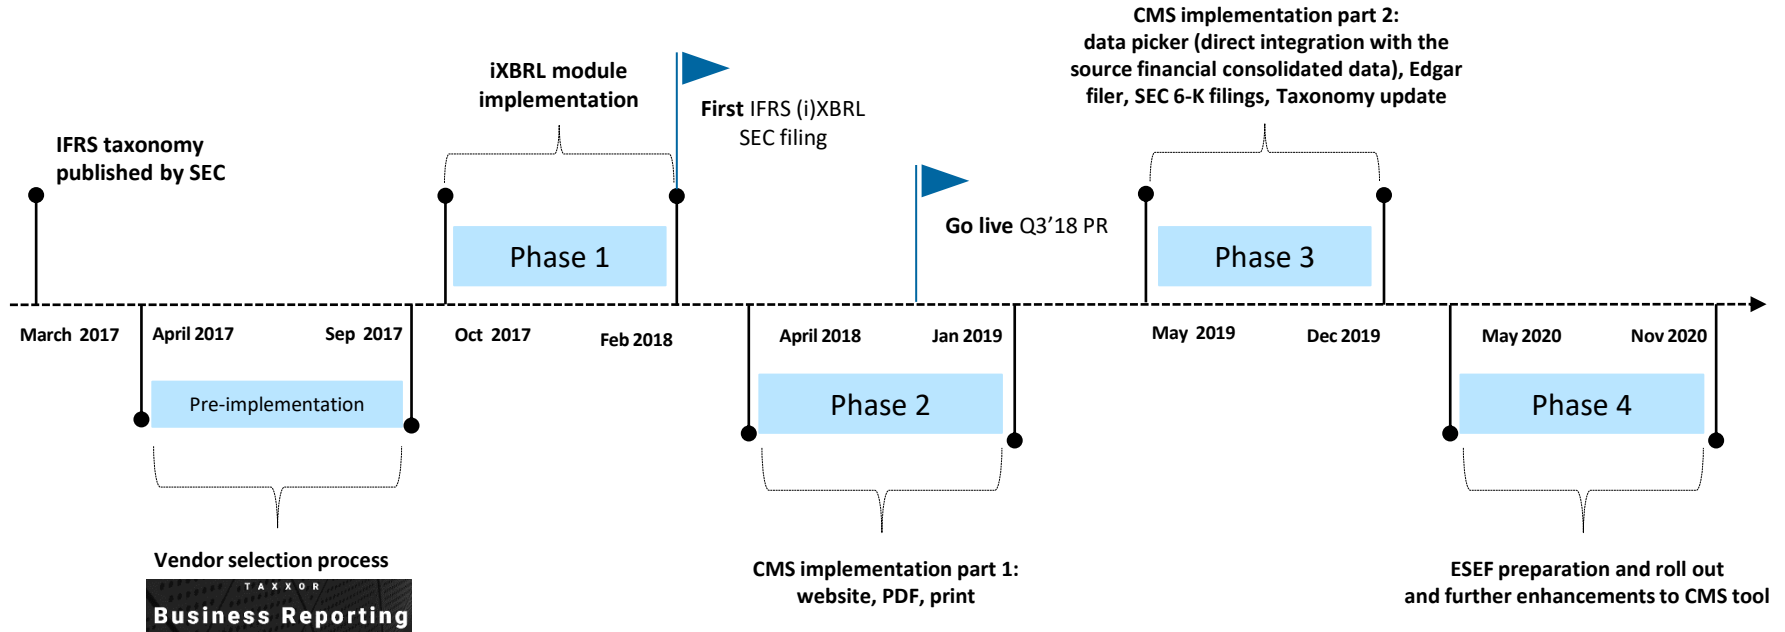 CMS implementation part 2:
data picker (direct integration with the
source financial consolidated data), Edgar
filer, SEC 6-K filings, Taxonomy update
iXBRL module
implementation
First IFRS (i)XBRL
SEC filing
IFRS taxonomy
published by SEC
Go live Q3’18 PR
Phase 1
Phase 3
March 2017
April 2017
Sep 2017
Oct 2017
Feb 2018
April 2018
Jan 2019
May 2019
Dec 2019
May 2020
Nov 2020
Pre-implementation
Phase 2
Phase 4
Vendor selection process
TAXXOR
Business Reporting
CMS implementation part 1:
website, PDF, print
ESEF preparation and roll out
and further enhancements to CMS tool